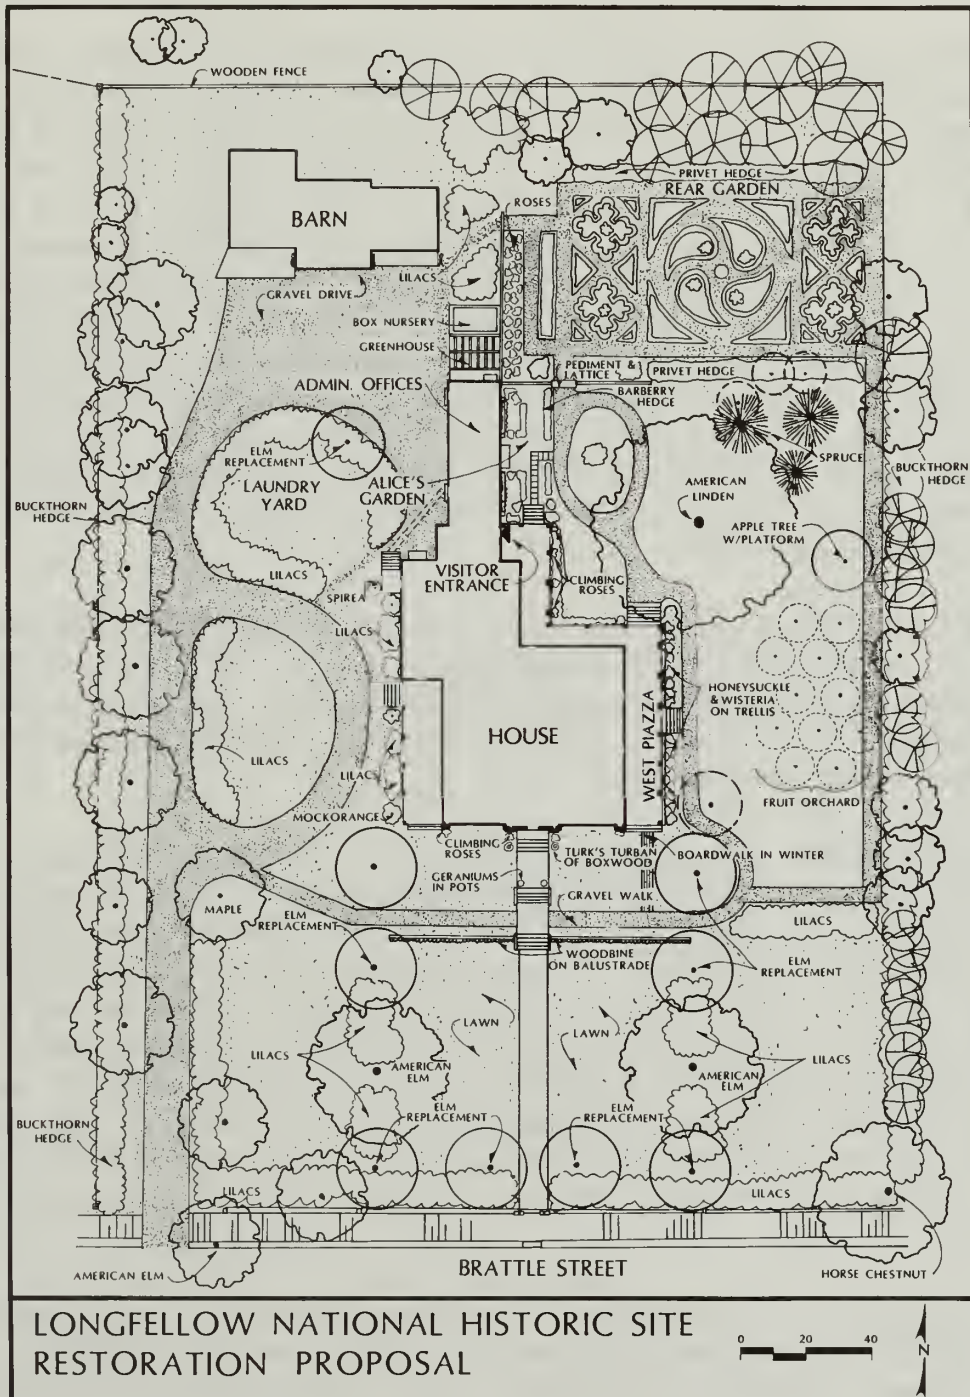 WOODEN FENCE
PRIVET HEDGE
REAR GARDEN
ROSES
BARN
LILACS
GRAVEL DRIVE
BOX NURSERY
GREENHOUSE
PEDIMENT &
LATTICE
PRIVET HEDGE
BARBERRY
HEDGE
ADMIN. OFFICES
ELM
REPLACEMENT
LAUNDRY
YARD
ALICE'S
GARDEN
SPRUCE
BUCKTHORN
HEDGE
AMERICAN
LINDEN
BUCKTHORN
HEDGE
APPLE TREE
W/PLATFORM
VISITOR
ENTRANCE
LILACS
CLIMBING
ROSES
SPIREA
LILACS
HONEYSUCKLE
& WISTERIA
ON TRELLIS
HOUSE
WEST PIAZZA
LILACS
LILACS
FRUIT ORCHARD
MOCKORANGE
CLIMBING
ROSES
TURK'S TURBAN
OF BOXWOOD
BOARDWALK IN WINTER
GERANIUMS
IN POTS
GRAVEL WALK
MAPLE
ELM
REPLACEMENT
LILACS
WOODBINE
ON BALUSTRADE
ELM
REPLACEMENT
LAWN
LAWN
LILACS
AMERICAN
ELM
AMERICAN
ELM
LILACS
ELM
REPLACEMENT
ELM
REPLACEMENT
BUCKTHORN
HEDGE
LILACS
LILACS
AMERICAN ELM
BRATTLE STREET
HORSE CHESTNUT
LONGFELLOW NATIONAL HISTORIC SITE
RESTORATION PROPOSAL
0 20 40
N